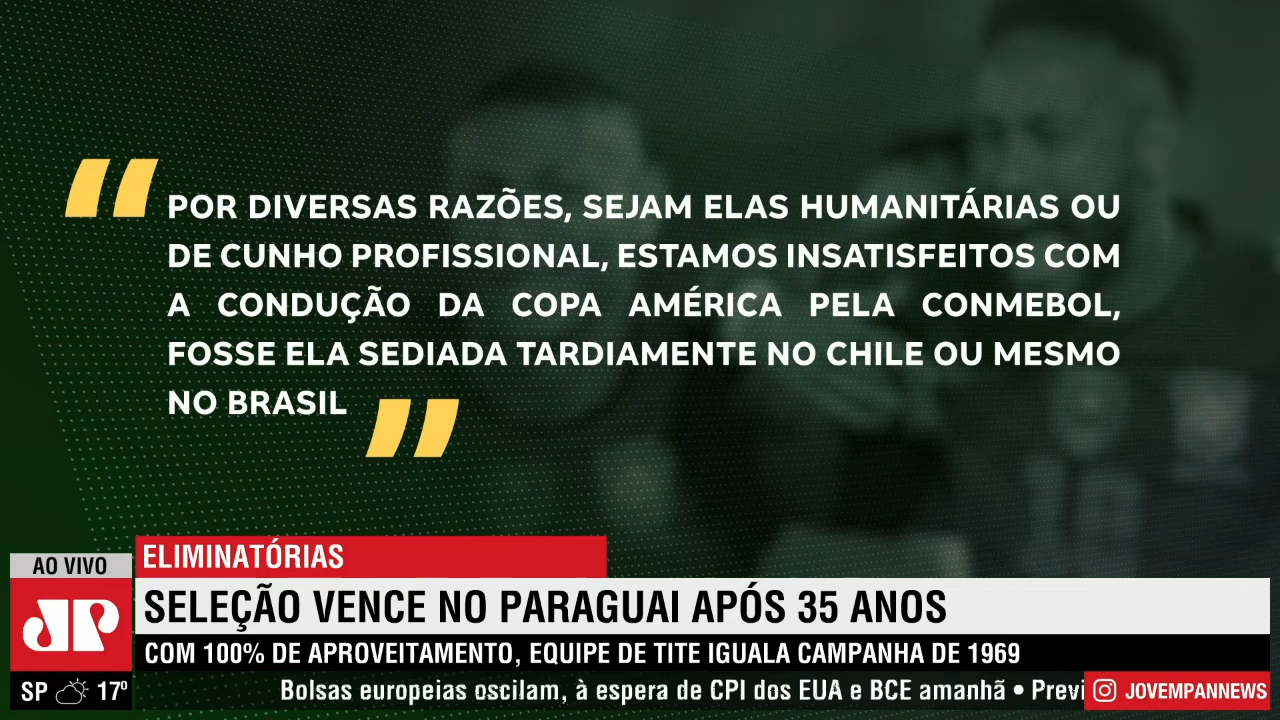 “
POR DIVERSAS RAZÕES, SEJAM ELAS HUMANITÁRIAS OU
DE CUNHO PROFISSIONAL, ESTAMOS INSATISFEITOS COM
A CONDUÇÃO DA COPA AMÉRICA PELA CONMEBOL,
FOSSE ELA SEDIADA TARDIAMENTE NO CHILE OU MESMO
NO BRASIL ”
ELIMINATÓRIAS
AO VIVO
SELEÇÃO VENCE NO PARAGUAI APÓS 35 ANOS
JP
COM 100% DE APROVEITAMENTO, EQUIPE DE TITE IGUALA CAMPANHA DE 1969
SP 17º
Bolsas europeias oscilam, à espera de CPI dos EUA e BCE amanhã • Previ
JOVEMPANNEWS